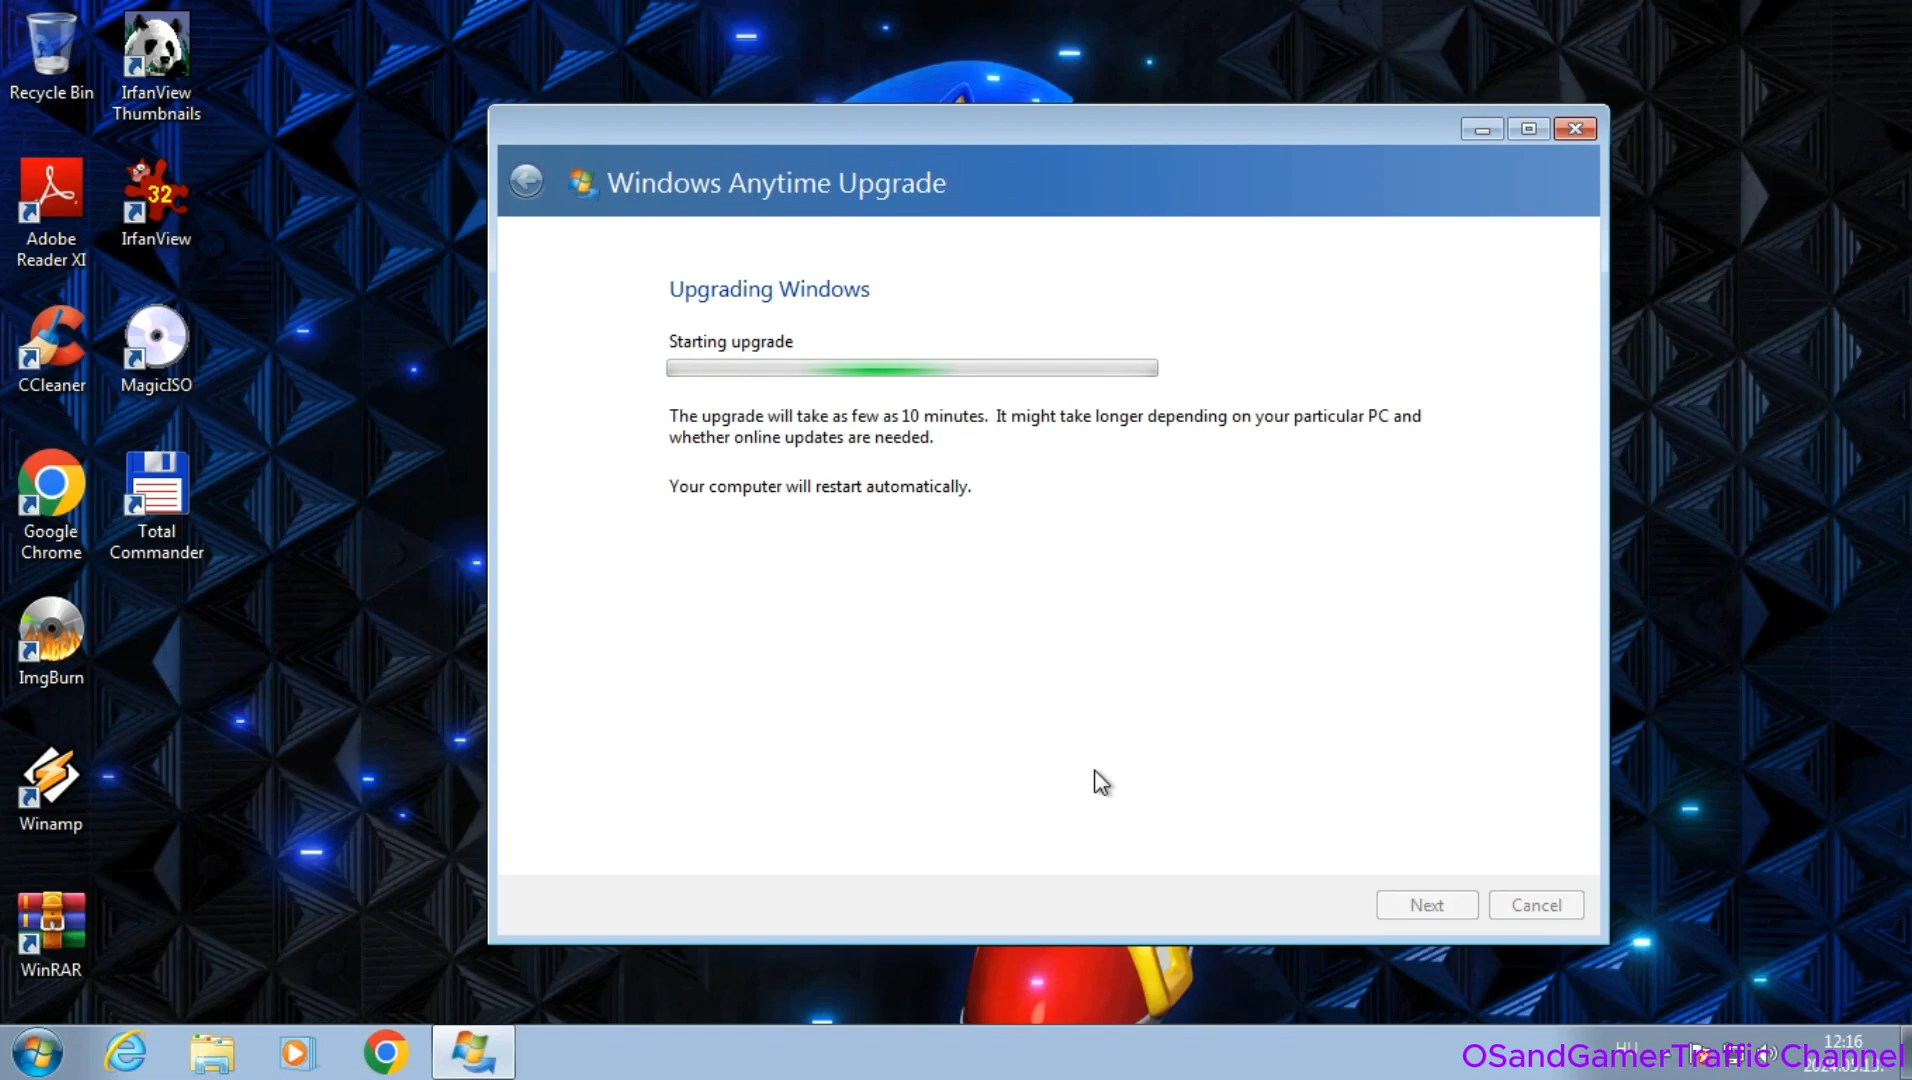 Recycle Bin
IrfanView
Thumbnails
Adobe
Reader XI
32
IrfanView
CCleaner
MagicISO
Google
Chrome
Total
Commander
ImgBurn
Winamp
WinRAR
Windows Anytime Upgrade
Upgrading Windows
Starting upgrade
The upgrade will take as few as 10 minutes. It might take longer depending on your particular PC and
whether online updates are needed.
Your computer will restart automatically.
Next
Cancel
HU
12:16
OSandGamerTraffic Channel